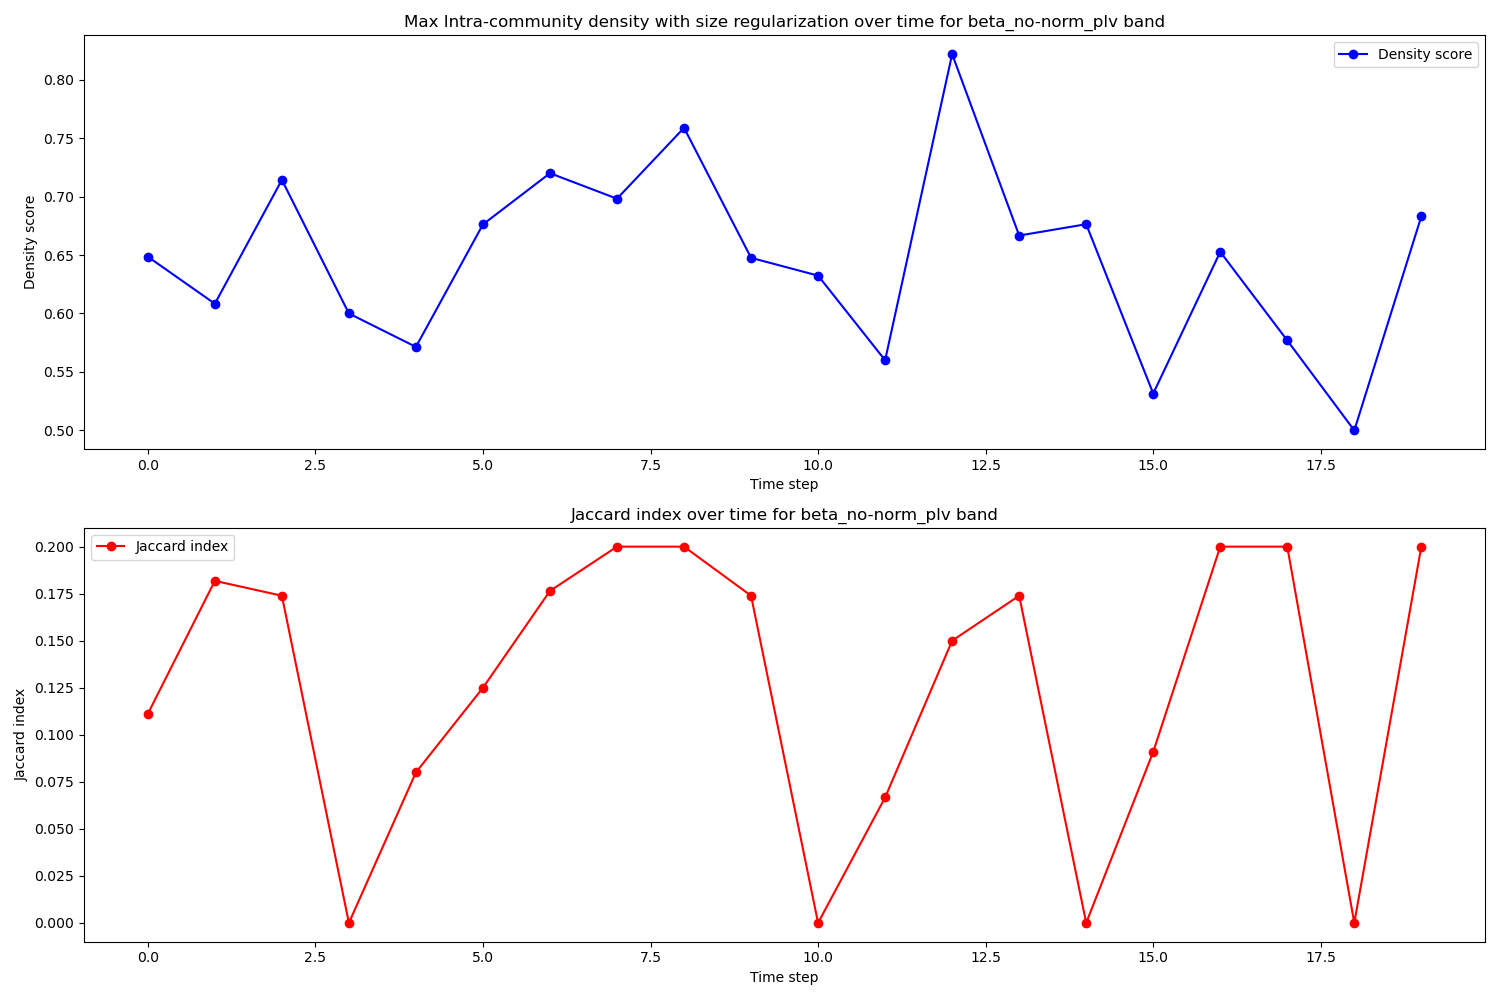 Max Intra-community density with size regularization over time for beta_no-norm_plv band
Density score
0.80
0.75
0.70
0.65
0.60
0.55
0.50
Density score
0.0 2.5 5.0 7.5 10.0 12.5 15.0 17.5
Time step
Jaccard index over time for beta_no-norm_plv band
Jaccard index
0.200
0.175
0.150
0.125
0.100
0.075
0.050
0.025
0.000
Jaccard index
0.0 2.5 5.0 7.5 10.0 12.5 15.0 17.5
Time step